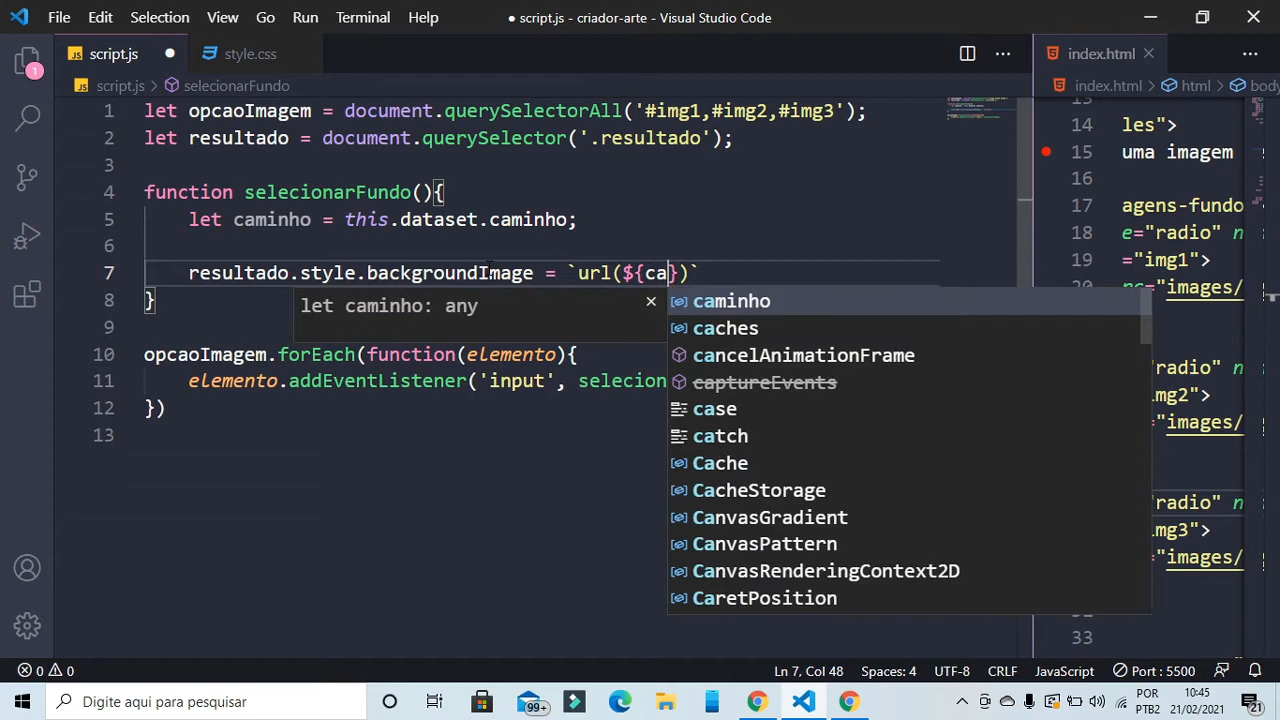 File Edit Selection View Go Run Terminal Help
● script.js - criador-arte - Visual Studio Code
JS script.js ●
style.css
index.html
JS script.js > selecionarFundo
index.html > html > body
1 let opcaoImagem = document.querySelectorAll('#img1,#img2,#img3');
2 let resultado = document.querySelector('.resultado');
3
4 function selecionarFundo(){
5 let caminho = this.dataset.caminho;
6
7 resultado.style.backgroundImage = `url(${ca})`
8 }
9
10 opcaoImagem.forEach(function(elemento){
11 elemento.addEventListener('input', selecion
12 })
13
let caminho: any
caminho
caches
cancelAnimationFrame
captureEvents
case
catch
Cache
CacheStorage
CanvasGradient
CanvasPattern
CanvasRenderingContext2D
CaretPosition
14 les">
15 uma imagem
16
17 agens-fundo
18 e="radio" n
19 ="img1">
20 nc="images/
"radio" n
mg2">
="images/
"radio" n
mg3">
="images/
33
1
0 0
Ln 7, Col 48 Spaces: 4 UTF-8 CRLF JavaScript Port : 5500
Digite aqui para pesquisar
99+
POR
PTB2
10:45
21/02/2021
21